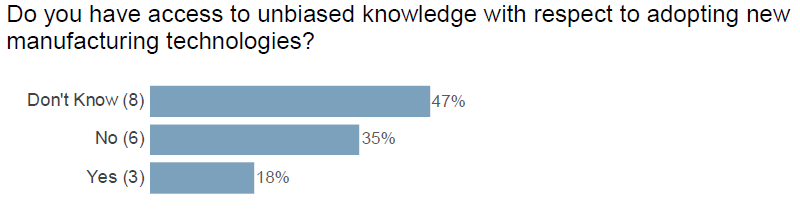 Do you have access to unbiased knowledge with respect to adopting new
manufacturing technologies?
Don't Know (8) 47%
No (6) 35%
Yes (3) 18%